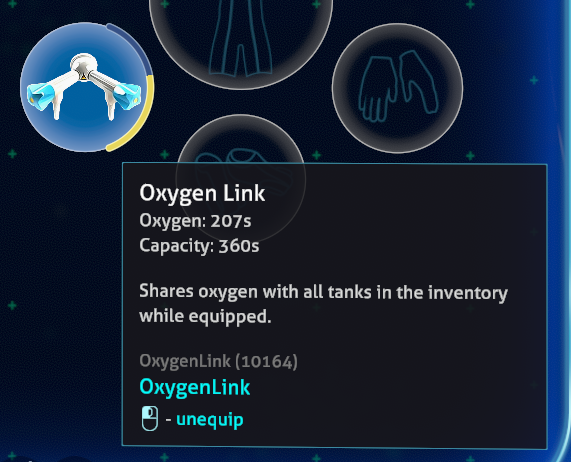 Oxygen Link
Oxygen: 207s
Capacity: 360s
Shares oxygen with all tanks in the inventory
while equipped.
OxygenLink (10164)
OxygenLink
- unequip